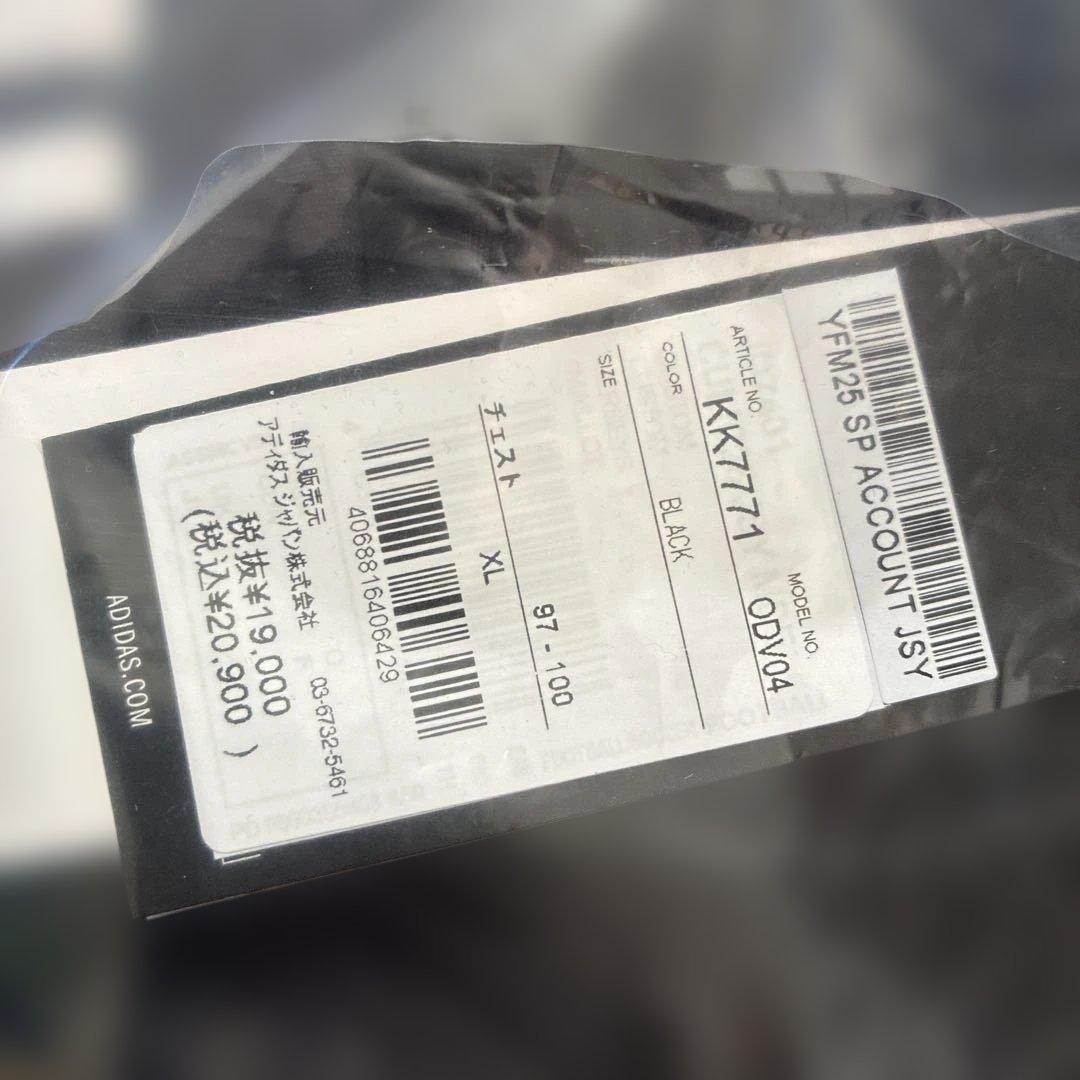 YFM25 SP ACCOUNT JSY
ARTICLE NO.
MODEL NO.
KK7771
ODV04
COLOR
BLACK
SIZE
チェスト
97 - 100
XL
4068816406429
輸入販売元
アディダス ジャパン株式会社
03-6732-5461
税抜¥19,000
(税込¥20,900 )
ADIDAS.COM